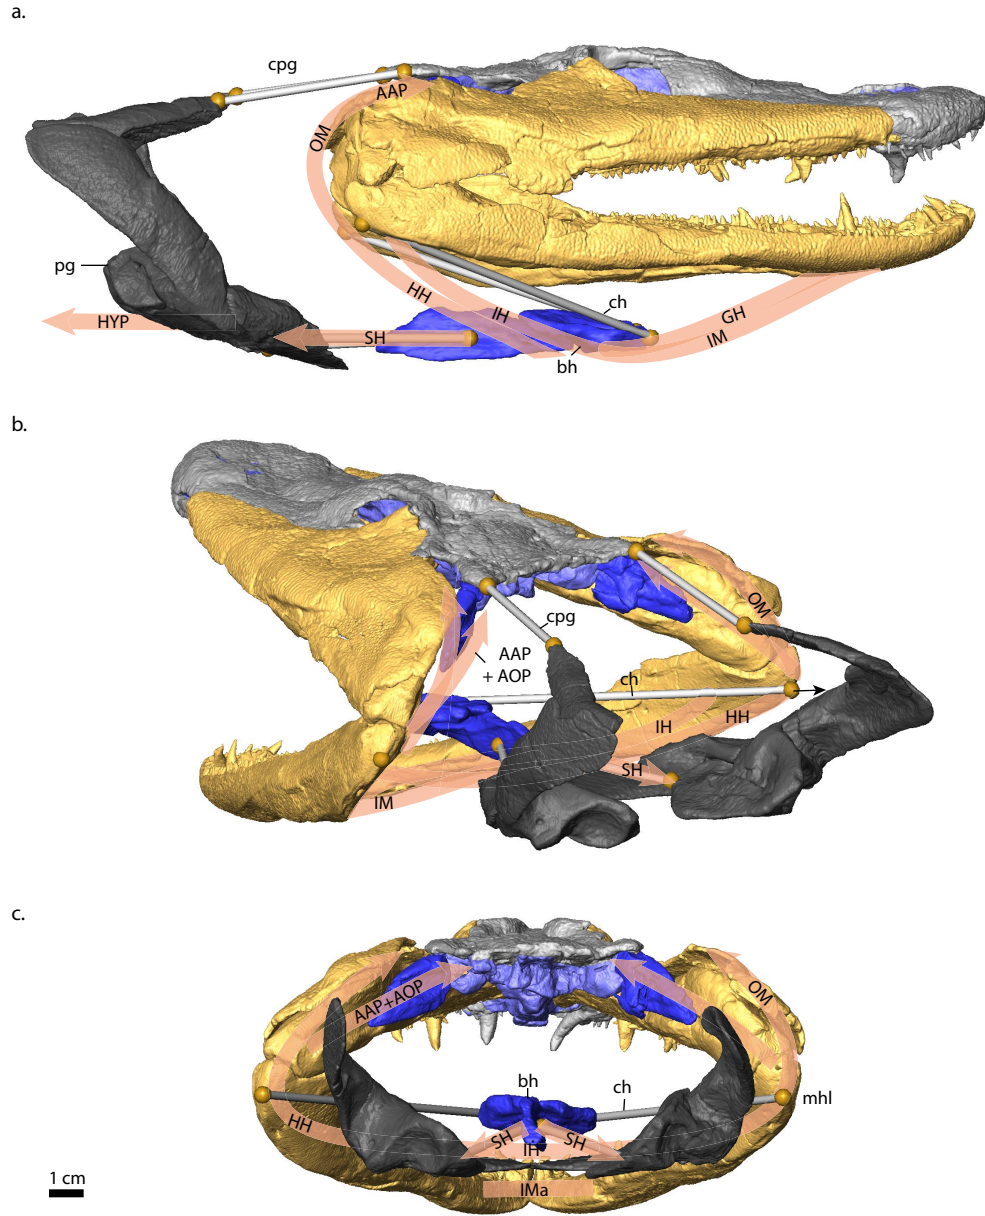 a.
cpg
AAP
OM
pg
HYP
HH
IH
ch
SH
GH
IM
bh
b.
OM
cpg
AAP
+ AOP
ch
IH
HH
SH
IM
c.
OM
AAP+AOP
bh
ch
mhl
HH
SH
SH
IH
1 cm
IMa